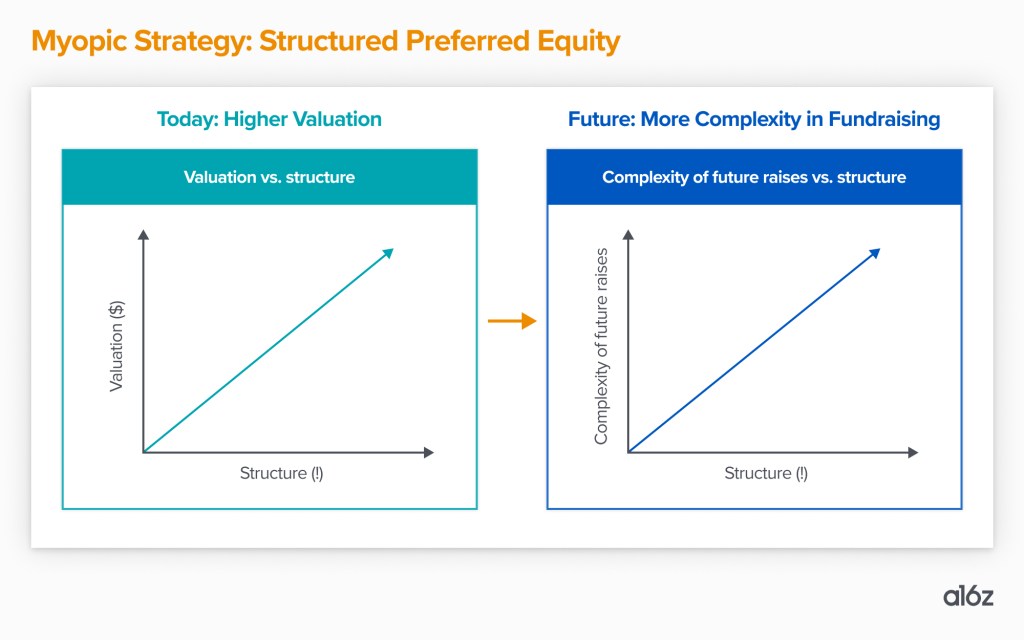 Myopic Strategy: Structured Preferred Equity
Today: Higher Valuation
Valuation vs. structure
Valuation ($)
Structure (!)
Future: More Complexity in Fundraising
Complexity of future raises vs. structure
Complexity of future raises
Structure (!)
a16z